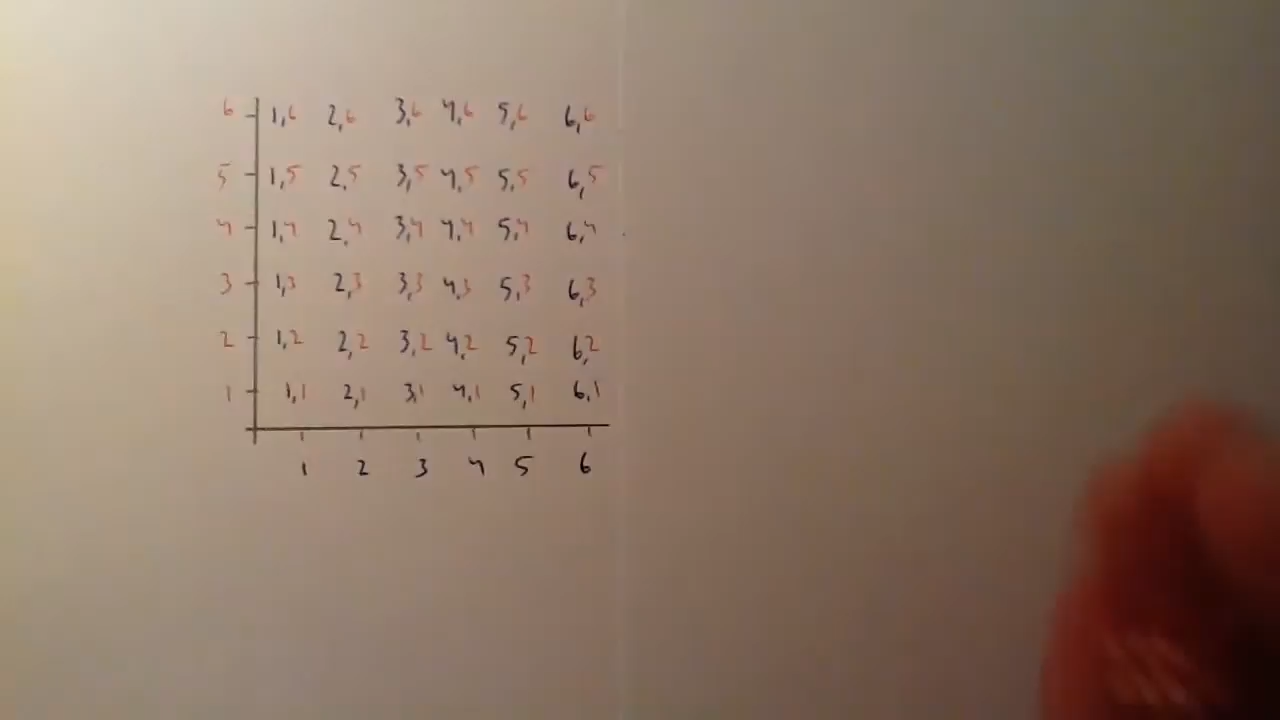 6 1,6 2,6 3,6 4,6 5,6 6,6
5 1,5 2,5 3,5 4,5 5,5 6,5
4 1,4 2,4 3,4 4,4 5,4 6,4
3 1,3 2,3 3,3 4,3 5,3 6,3
2 1,2 2,2 3,2 4,2 5,2 6,2
1 1,1 2,1 3,1 4,1 5,1 6,1
1 2 3 4 5 6